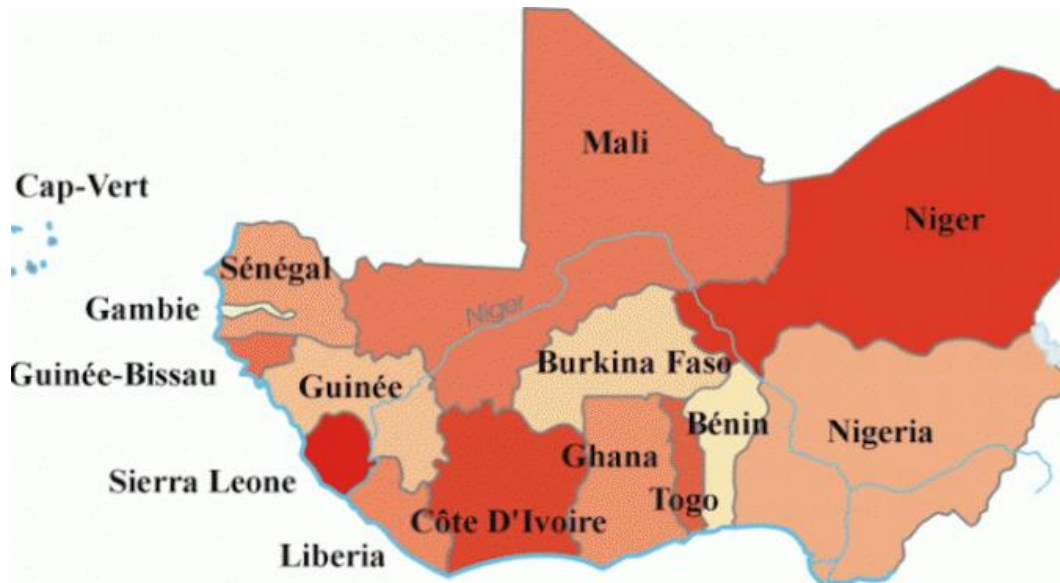 Mali
Cap-Vert
Niger
Sénégal
Gambie
Niger
Guinée-Bissau
Guinée
Burkina Faso
Bénin
Nigeria
Sierra Leone
Ghana
Togo
Côte D'Ivoire
Liberia